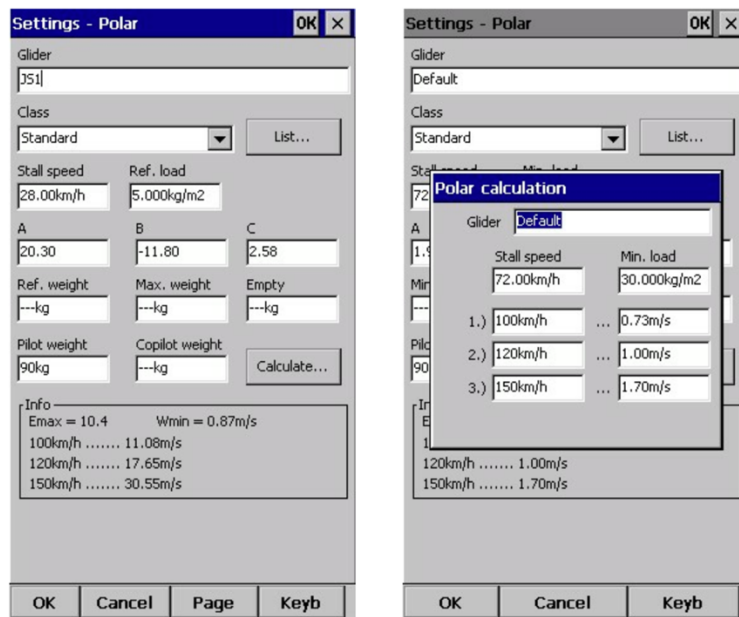 Settings - Polar OK ×
Glider
JS1
Class
Standard List...
Stall speed Ref. load
28.00km/h 5.000kg/m2
A B C
20.30 -11.80 2.58
Ref. weight Max. weight Empty
---kg ---kg ---kg
Pilot weight Copilot weight
90kg ---kg Calculate...
Info
Emax = 10.4 Wmin = 0.87m/s
100km/h ....... 11.08m/s
120km/h ....... 17.65m/s
150km/h ....... 30.55m/s
OK Cancel Page Keyb
Settings - Polar OK ×
Glider
Default
Class
Standard List...
Polar calculation
Glider Default
Stall speed Min. load
72.00km/h 30.000kg/m2
1.) 100km/h ... 0.73m/s
2.) 120km/h ... 1.00m/s
3.) 150km/h ... 1.70m/s
120km/h ....... 1.00m/s
150km/h ....... 1.70m/s
OK Cancel Keyb